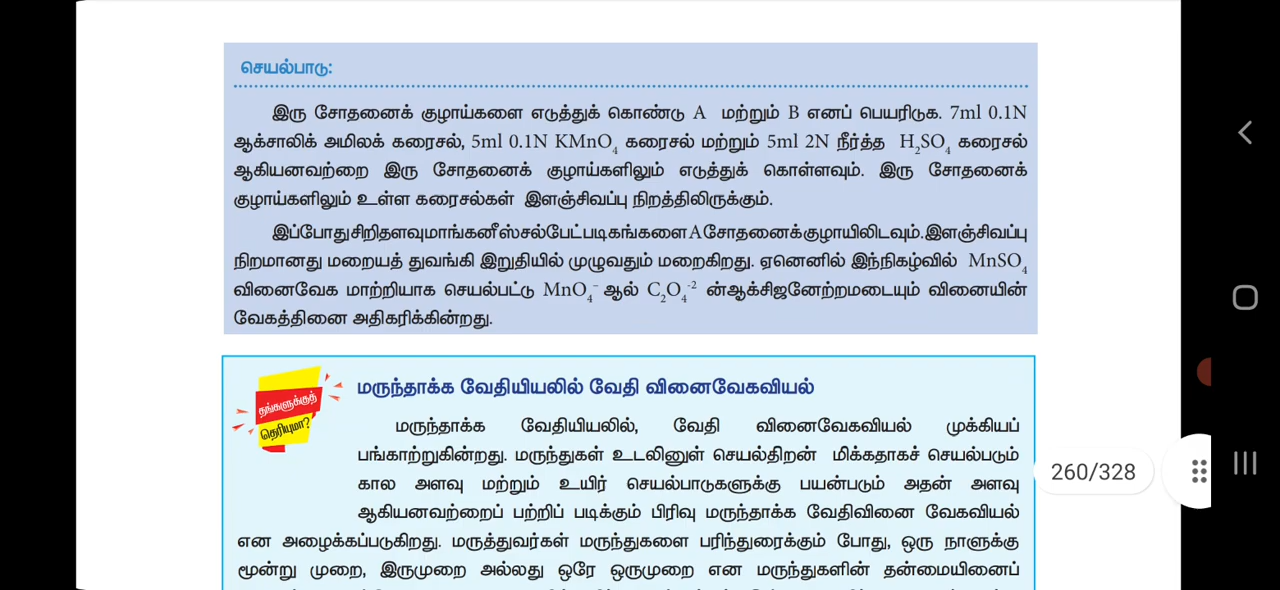 செயல்பாடு:
இரு சோதனைக் குழாய்களை எடுத்துக் கொண்டு A மற்றும் B எனப் பெயரிடுக. 7ml 0.1N
ஆக்சாலிக் அமிலக் கரைசல், 5ml 0.1N KMnO₄ கரைசல் மற்றும் 5ml 2N நீர்த்த H₂SO₄ கரைசல்
ஆகியனவற்றை இரு சோதனைக் குழாய்களிலும் எடுத்துக் கொள்ளவும். இரு சோதனைக்
குழாய்களிலும் உள்ள கரைசல்கள் இளஞ்சிவப்பு நிறத்திலிருக்கும்.
இப்போதுசிறிதளவுமாங்கனீஸ்சல்பேட்படிகங்களைAசோதனைக்குழாயிலிடவும்.இளஞ்சிவப்பு
நிறமானது மறையத் துவங்கி இறுதியில் முழுவதும் மறைகிறது. ஏனெனில் இந்நிகழ்வில் MnSO₄
வினைவேக மாற்றியாக செயல்பட்டு MnO₄⁻ ஆல் C₂O₄⁻² ன்ஆக்சிஜனேற்றமடையும் வினையின்
வேகத்தினை அதிகரிக்கின்றது.
தங்களுக்குத்
தெரியுமா?
மருந்தாக்க வேதியியலில் வேதி வினைவேகவியல்
மருந்தாக்க வேதியியலில், வேதி வினைவேகவியல் முக்கியப்
பங்காற்றுகின்றது. மருந்துகள் உடலினுள் செயல்திறன் மிக்கதாகச் செயல்படும்
கால அளவு மற்றும் உயிர் செயல்பாடுகளுக்கு பயன்படும் அதன் அளவு
ஆகியனவற்றைப் பற்றிப் படிக்கும் பிரிவு மருந்தாக்க வேதிவினை வேகவியல்
என அழைக்கப்படுகிறது. மருத்துவர்கள் மருந்துகளை பரிந்துரைக்கும் போது, ஒரு நாளுக்கு
மூன்று முறை, இருமுறை அல்லது ஒரே ஒருமுறை என மருந்துகளின் தன்மையினைப்
260/328